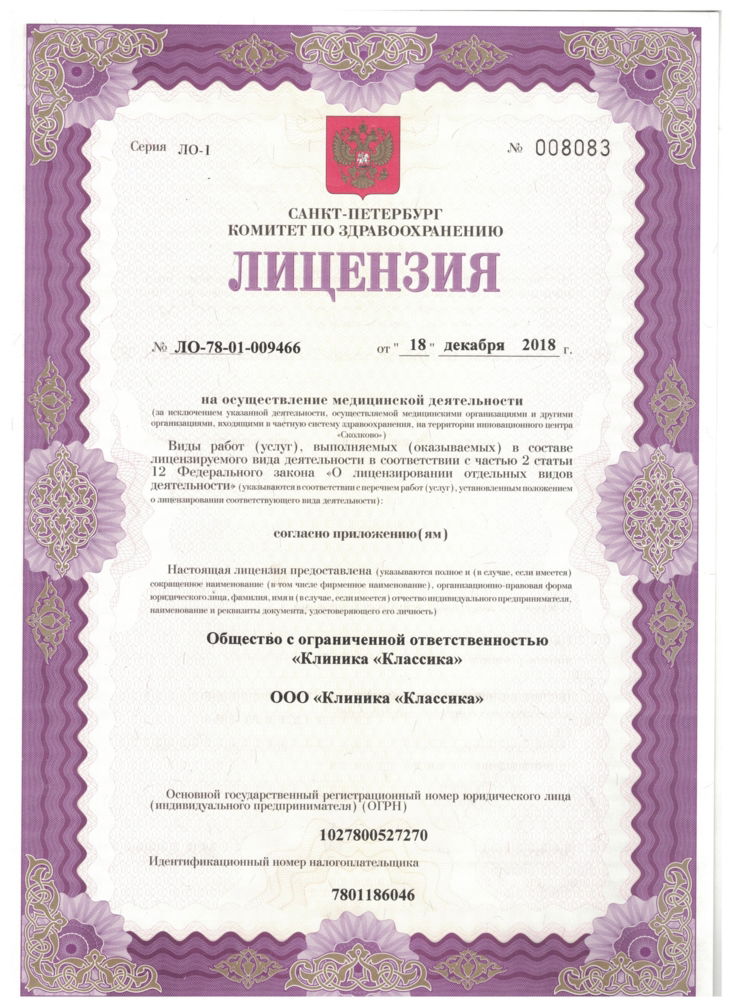 Серия ЛО-1
№ 008083
САНКТ-ПЕТЕРБУРГ
КОМИТЕТ ПО ЗДРАВООХРАНЕНИЮ
ЛИЦЕНЗИЯ
№ ЛО-78-01-009466
от " 18 " декабря 2018 г.
на осуществление медицинской деятельности
(за исключением указанной деятельности, осуществляемой медицинскими организациями и другими
организациями, входящими в частную систему здравоохранения, на территории инновационного центра
«Сколково»)
Виды работ (услуг), выполняемых (оказываемых) в составе
лицензируемого вида деятельности в соответствии с частью 2 статьи
12 Федерального закона «О лицензировании отдельных видов
деятельности» (указываются в соответствии с перечнем работ (услуг), установленным положением
о лицензировании соответствующего вида деятельности):
согласно приложению(ям)
Настоящая лицензия предоставлена (указываются полное и (в случае, если имеется)
сокращенное наименование (в том числе фирменное наименование), организационно-правовая форма
юридического лица, фамилия, имя и (в случае, если имеется) отчество индивидуального предпринимателя,
наименование и реквизиты документа, удостоверяющего его личность)
Общество с ограниченной ответственностью
«Клиника «Классика»
ООО «Клиника «Классика»
Основной государственный регистрационный номер юридического лица
(индивидуального предпринимателя) (ОГРН)
1027800527270
Идентификационный номер налогоплательщика
7801186046